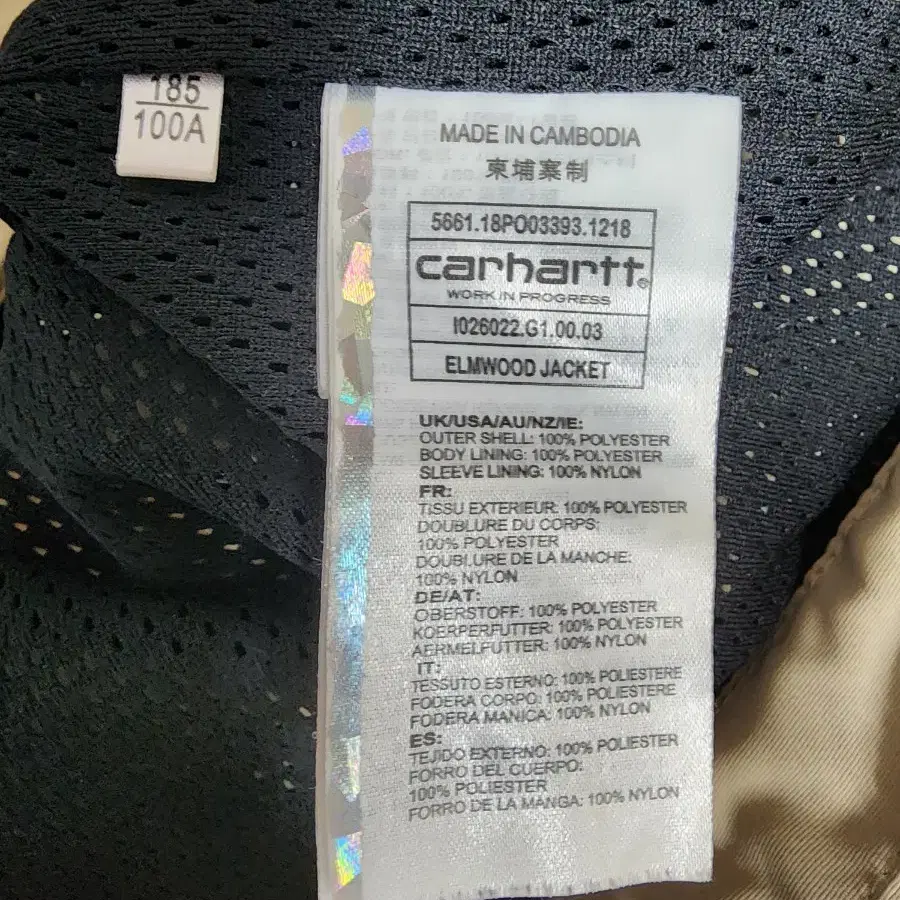 185
100A
MADE IN CAMBODIA
柬埔寨制
5661.18PO03393.1218
carhartt®
WORK IN PROGRESS
I026022.G1.00.03
ELMWOOD JACKET
UK/USA/AU/NZ/IE:
OUTER SHELL: 100% POLYESTER
BODY LINING: 100% POLYESTER
SLEEVE LINING: 100% NYLON
FR:
TISSU EXTERIEUR: 100% POLYESTER
DOUBLURE DU CORPS:
100% POLYESTER
DOUBLURE DE LA MANCHE:
100% NYLON
DE/AT:
OBERSTOFF: 100% POLYESTER
KOERPERFUTTER: 100% POLYESTER
AERMELFUTTER: 100% NYLON
IT:
TESSUTO ESTERNO: 100% POLIESTERE
FODERA CORPO: 100% POLIESTERE
FODERA MANICA: 100% NYLON
ES:
TEJIDO EXTERNO: 100% POLIESTER
FORRO DEL CUERPO:
100% POLIESTER
FORRO DE LA MANGA: 100% NYLON